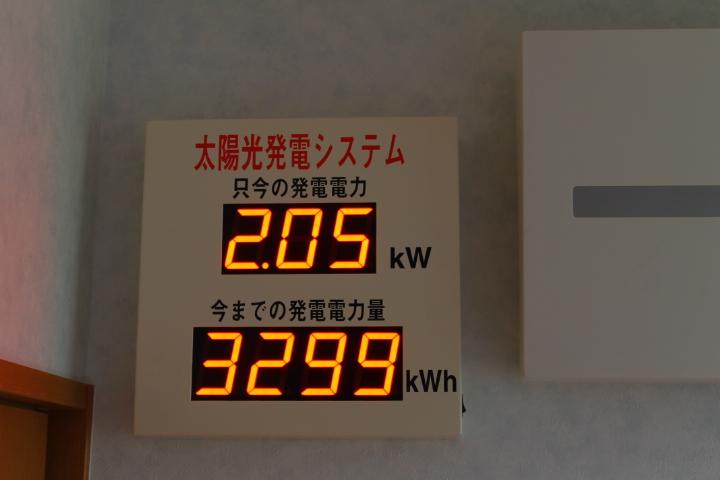 太陽光発電システム
只今の発電電力
2.05 kW
今までの発電電力量
3299 kWh